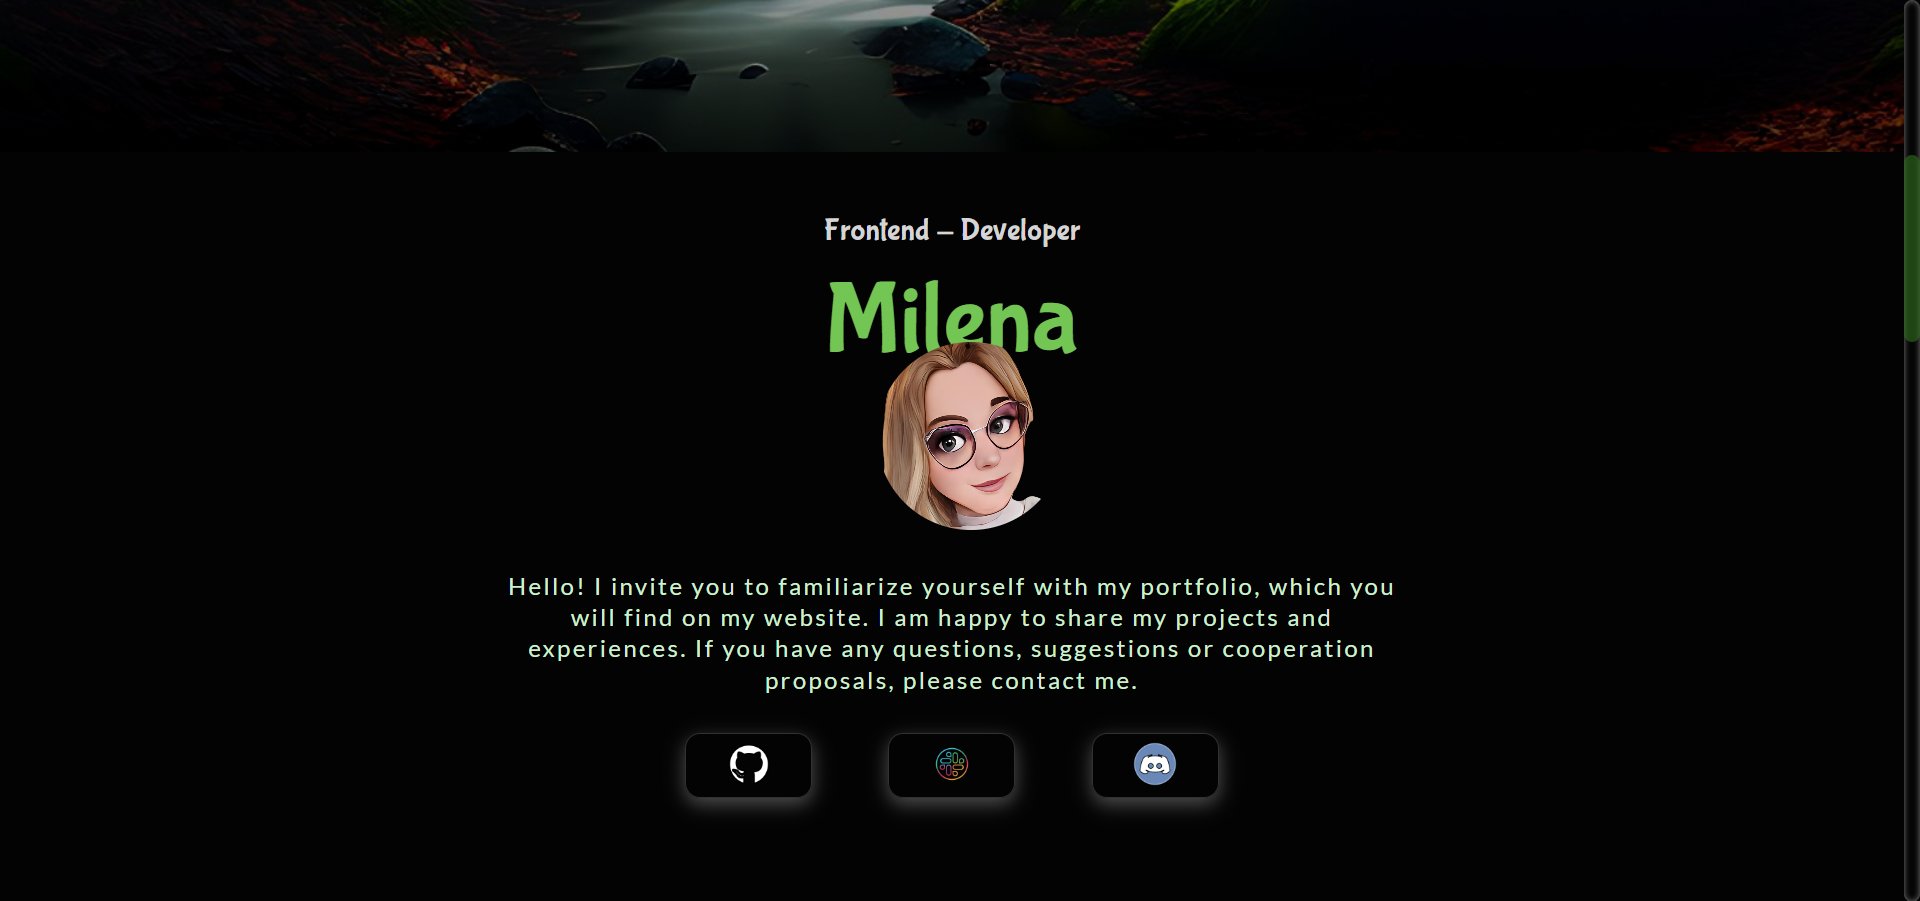 Frontend – Developer
Milena
Hello! I invite you to familiarize yourself with my portfolio, which you
will find on my website. I am happy to share my projects and
experiences. If you have any questions, suggestions or cooperation
proposals, please contact me.